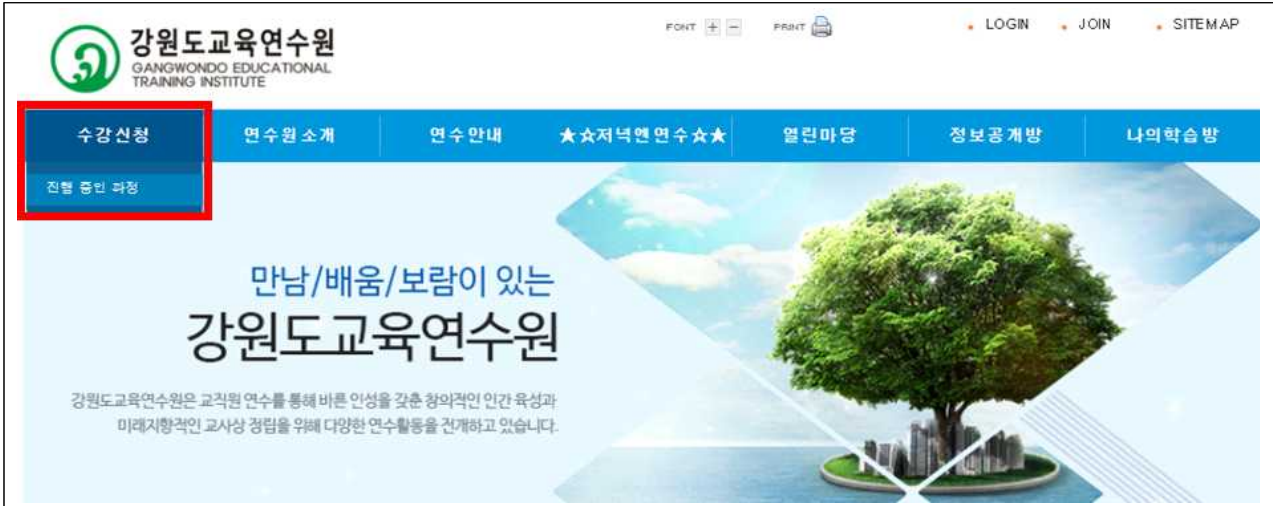 강원도교육연수원
GANGWONDO EDUCATIONAL
TRAINING INSTITUTE
FONT + - PRINT
LOGIN JOIN SITEMAP
수강신청 연수원소개 연수안내 ★☆저녁엔연수☆★ 열린마당 정보공개방 나의학습방
진행 중인 과정
만남/배움/보람이 있는
강원도교육연수원
강원도교육연수원은 교직원 연수를 통해 바른 인성을 갖춘 창의적인 인간 육성과
미래지향적인 교사상 정립을 위해 다양한 연수활동을 전개하고 있습니다.